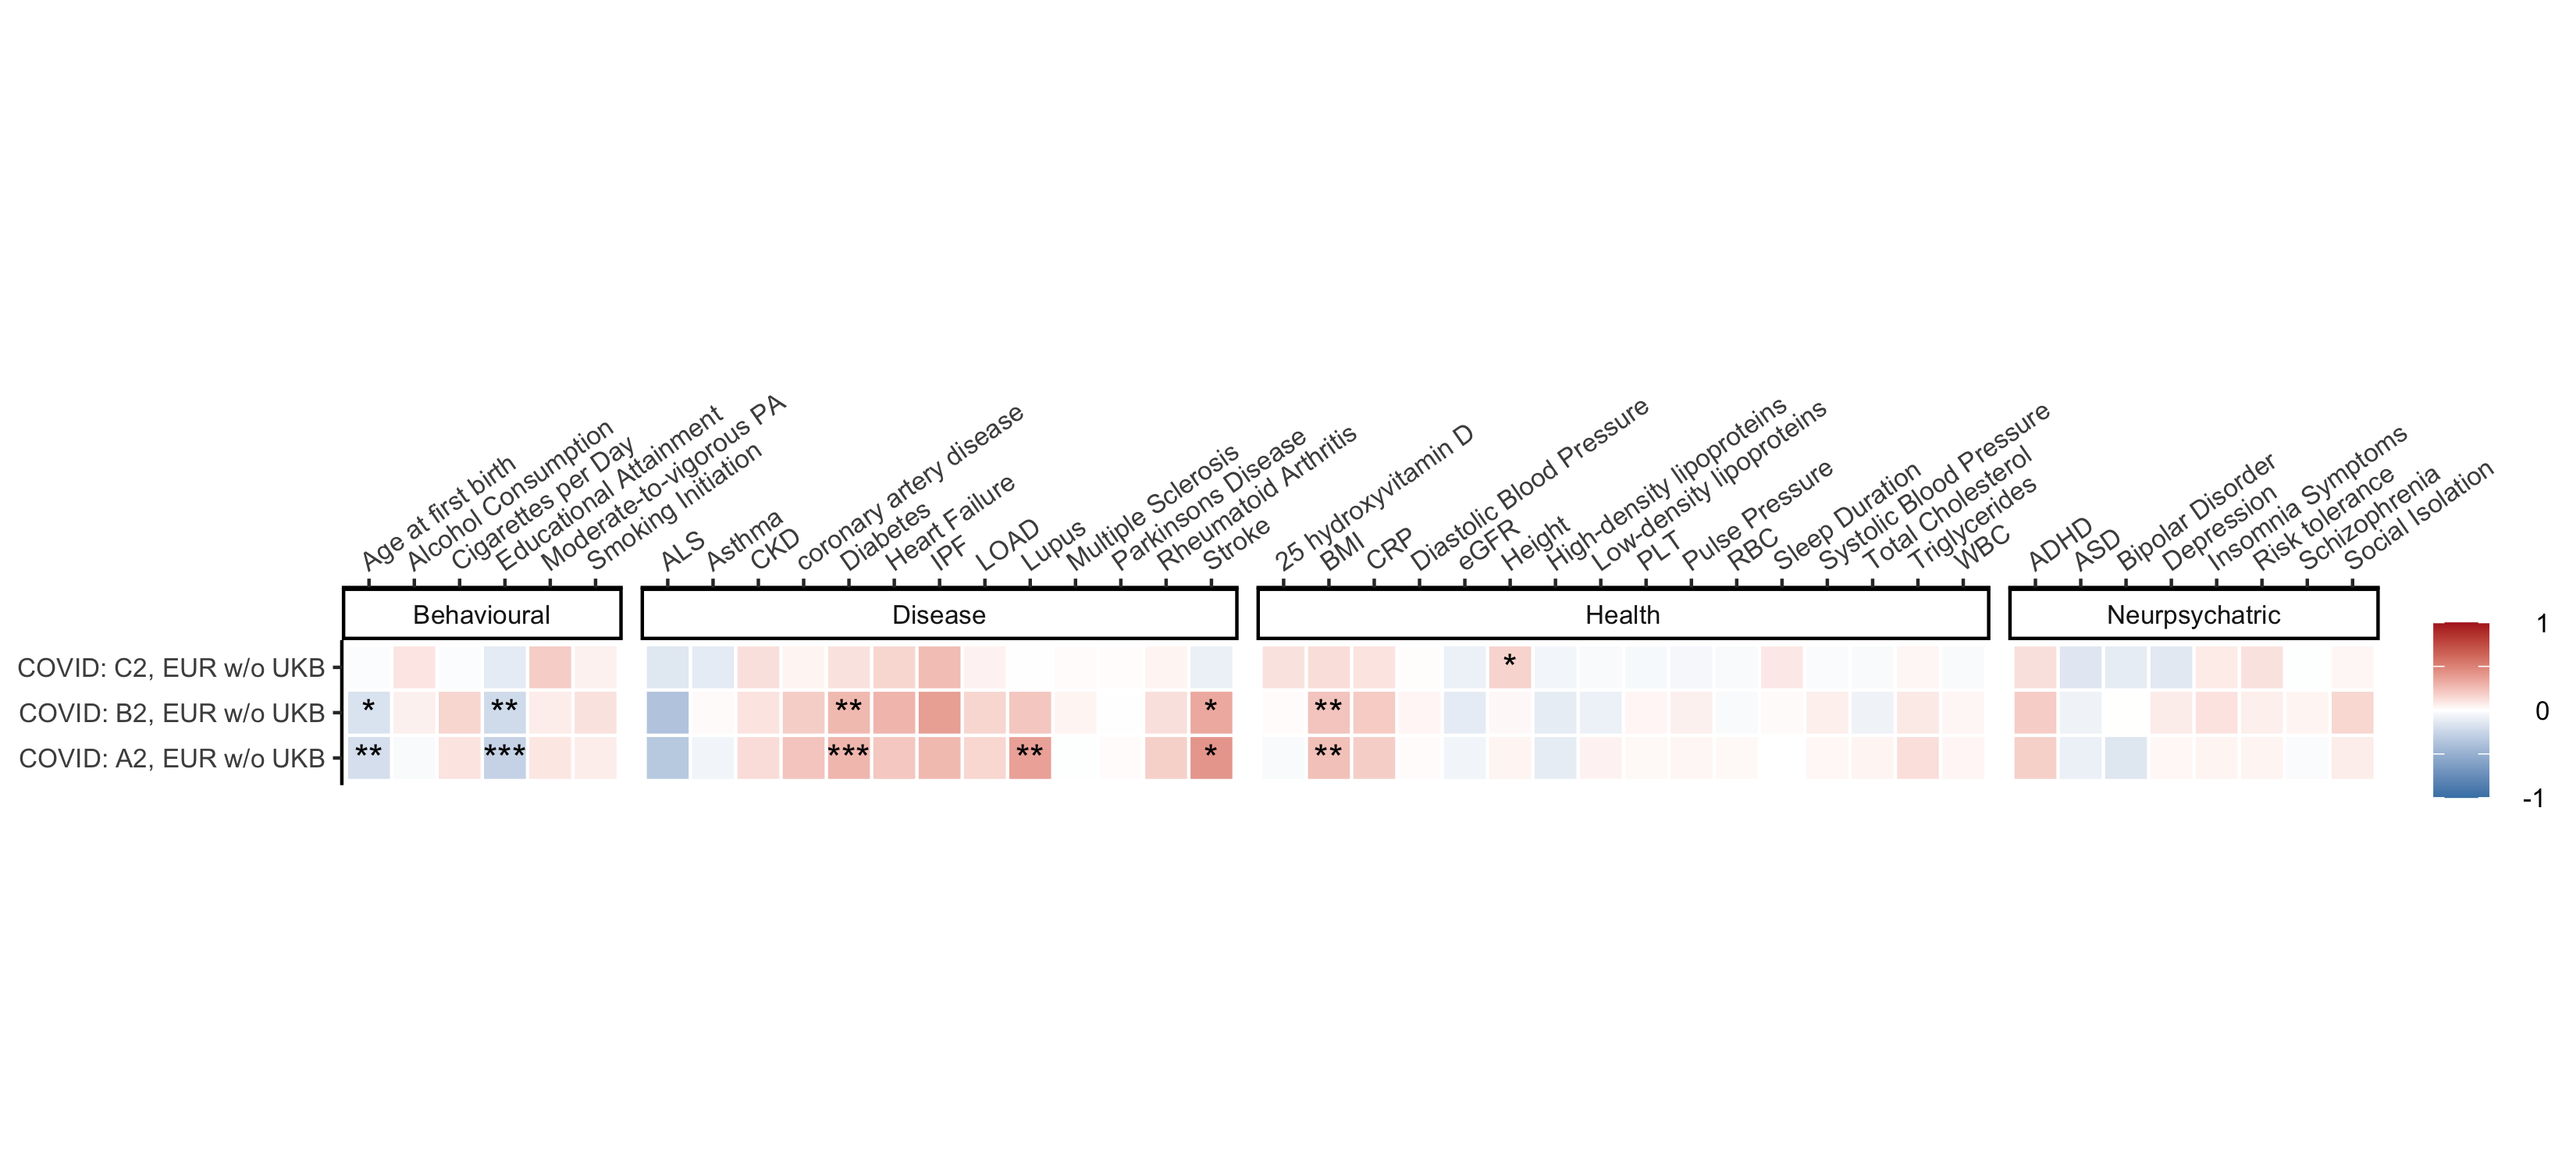 Age at first birth
Alcohol Consumption
Cigarettes per Day
Educational Attainment
Moderate-to-vigorous PA
Smoking Initiation
ALS
Asthma
CKD
coronary artery disease
Diabetes
Heart Failure
IPF
LOAD
Lupus
Multiple Sclerosis
Parkinsons Disease
Rheumatoid Arthritis
Stroke
25 hydroxyvitamin D
BMI
CRP
Diastolic Blood Pressure
eGFR
Height
High-density lipoproteins
Low-density lipoproteins
PLT
Pulse Pressure
RBC
Sleep Duration
Systolic Blood Pressure
Total Cholesterol
Triglycerides
WBC
ADHD
ASD
Bipolar Disorder
Depression
Insomnia Symptoms
Risk tolerance
Schizophrenia
Social Isolation
Behavioural
Disease
Health
Neurpsychatric
COVID: C2, EUR w/o UKB
*
COVID: B2, EUR w/o UKB
* ** ** * **
COVID: A2, EUR w/o UKB
** *** *** ** * **
1
0
-1